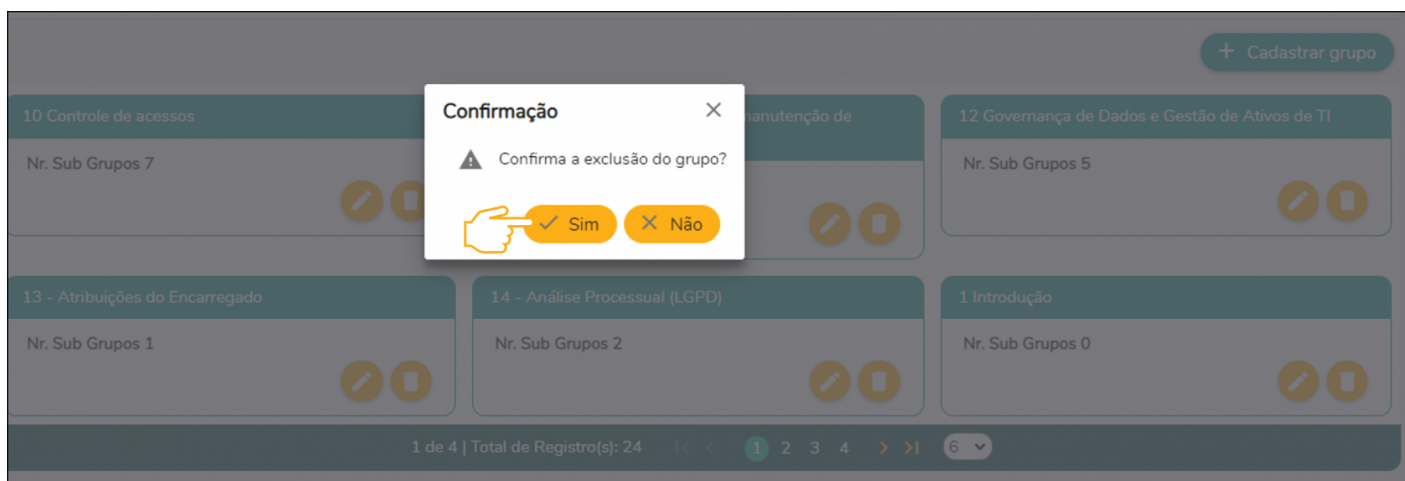 + Cadastrar grupo
10 Controle de acessos
Nr. Sub Grupos 7
Confirmação
Confirma a exclusão do grupo?
Sim
Não
manutenção de
12 Governança de Dados e Gestão de Ativos de TI
Nr. Sub Grupos 5
13 - Atribuições do Encarregado
Nr. Sub Grupos 1
14 - Análise Processual (LGPD)
Nr. Sub Grupos 2
1 Introdução
Nr. Sub Grupos 0
1 de 4 | Total de Registro(s): 24 |< < 1 2 3 4 > >| 6